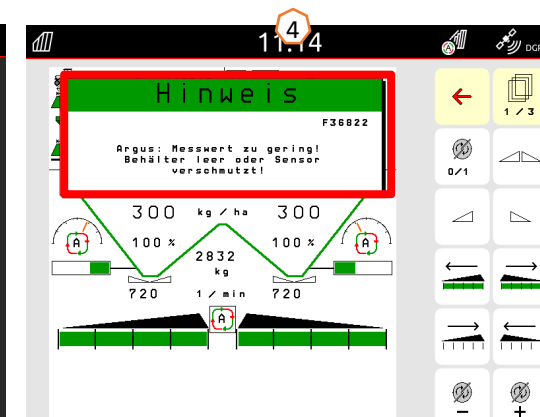 4
11:14
DGP
Hinweis
F36822
Argus: Messwert zu gering!
Behälter leer oder Sensor
verschmutzt!
1 / 3
0/1
300 kg / ha 300
A 100 % 100 % A
2832
kg
720 1 / min 720
A
- +